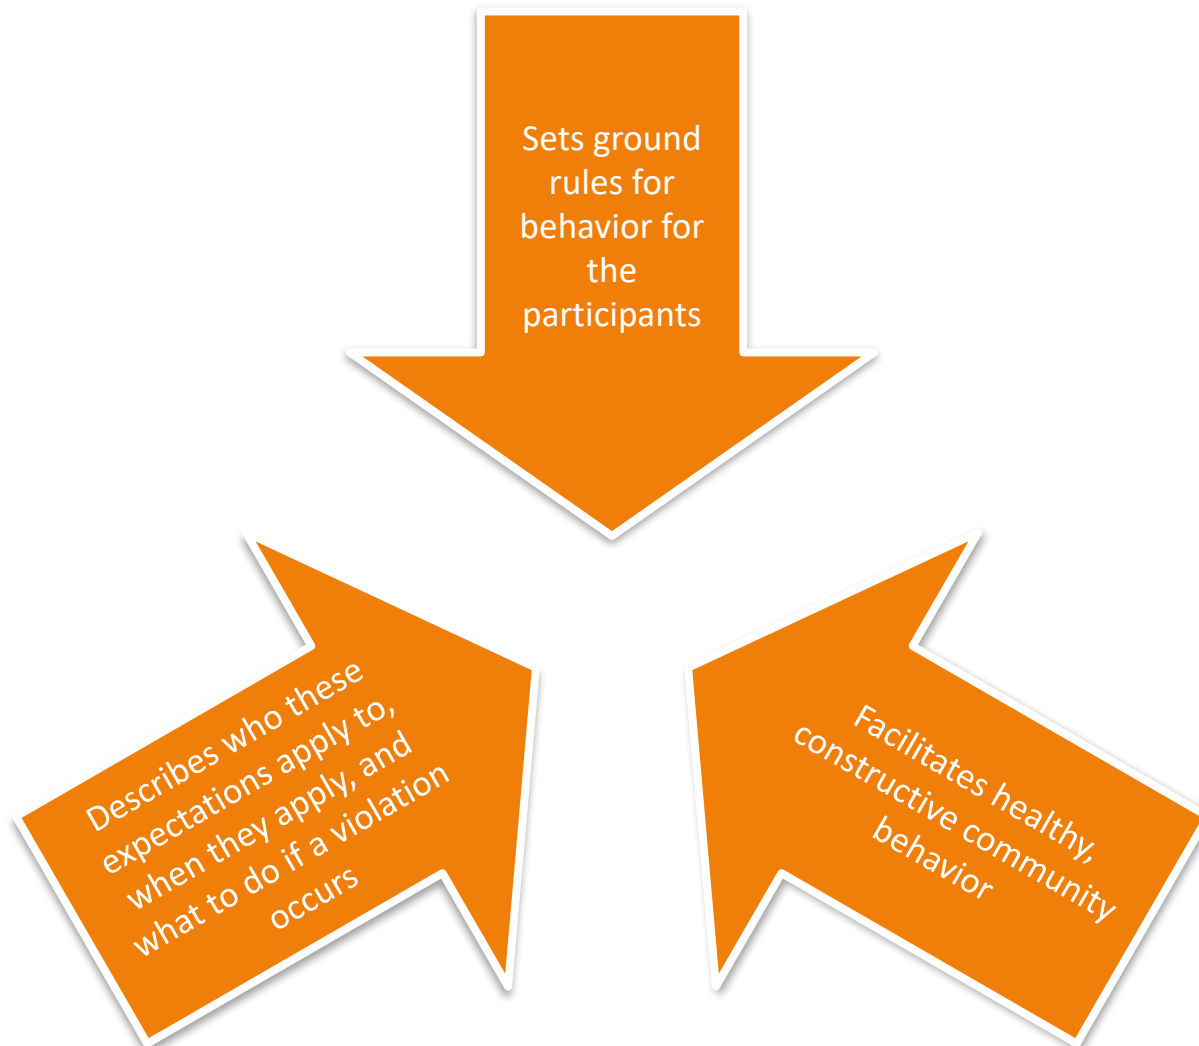 Sets ground
rules for
behavior for
the
participants
Describes who these
expectations apply to,
when they apply, and
what to do if a violation
occurs
Facilitates healthy,
constructive community
behavior